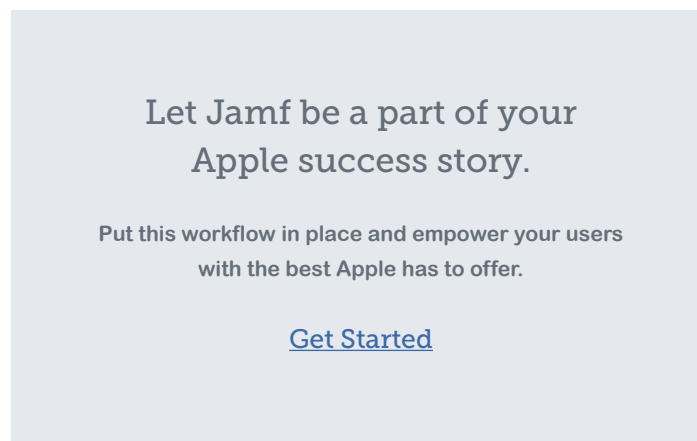 Let Jamf be a part of your
Apple success story.
Put this workflow in place and empower your users
with the best Apple has to offer.
Get Started